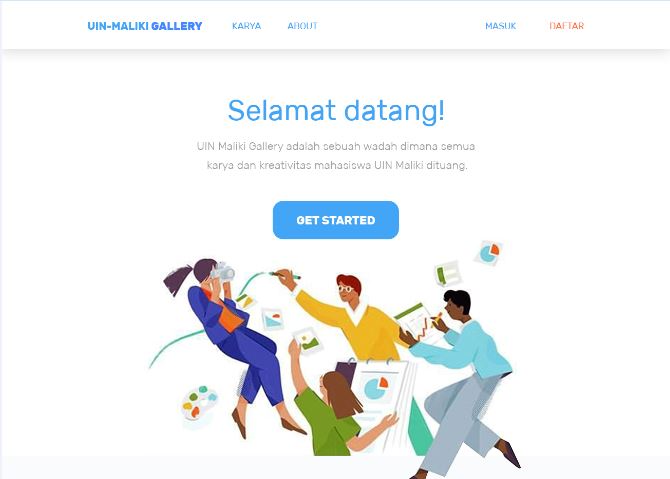 UIN-MALIKI GALLERY KARYA ABOUT MASUK DAFTAR
Selamat datang!
UIN Maliki Gallery adalah sebuah wadah dimana semua
karya dan kreativitas mahasiswa UIN Maliki dituang.
GET STARTED